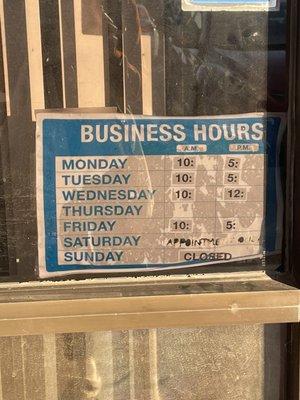 BUSINESS HOURS
A.M. P.M.
MONDAY 10: 5:
TUESDAY 10: 5:
WEDNESDAY 10: 12:
THURSDAY
FRIDAY 10: 5:
SATURDAY APPOINTME
SUNDAY CLOSED